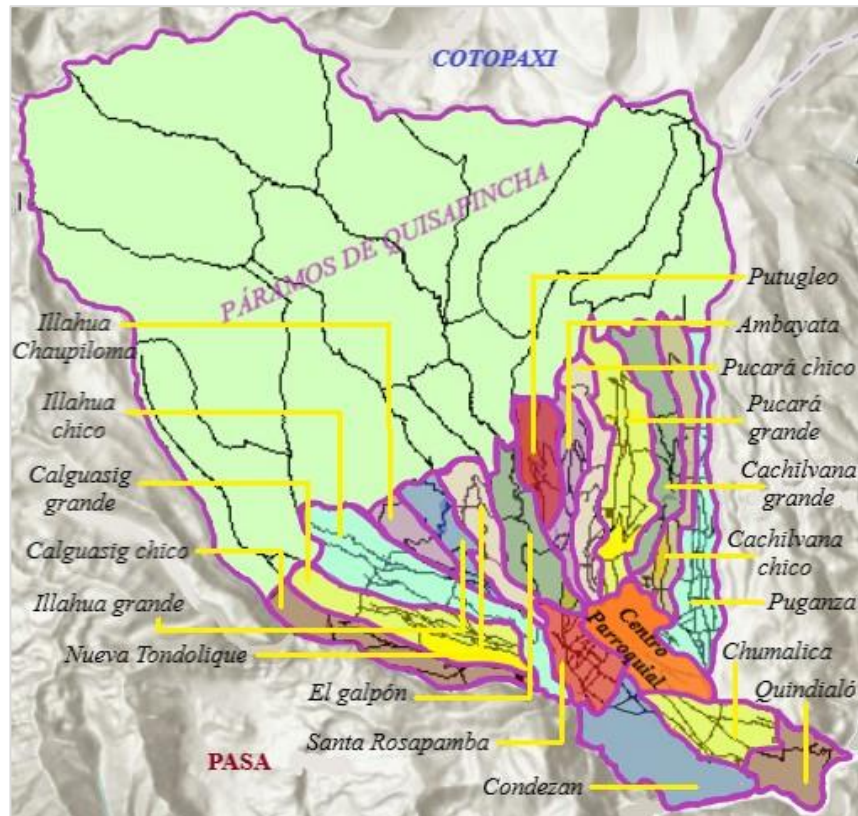 COTOPAXI
PÁRAMOS DE QUISAPINCHA
Putugleo
Illahua
Chaupiloma
Ambayata
Pucará chico
Illahua
chico
Pucará
grande
Calguasig
grande
Cachilvana
grande
Calguasig chico
Cachilvana
chico
Illahua grande
Puganza
Centro
Parroquial
Nueva Tondolique
Chumalica
El galpón
Quindialó
Santa Rosapamba
PASA
Condezan